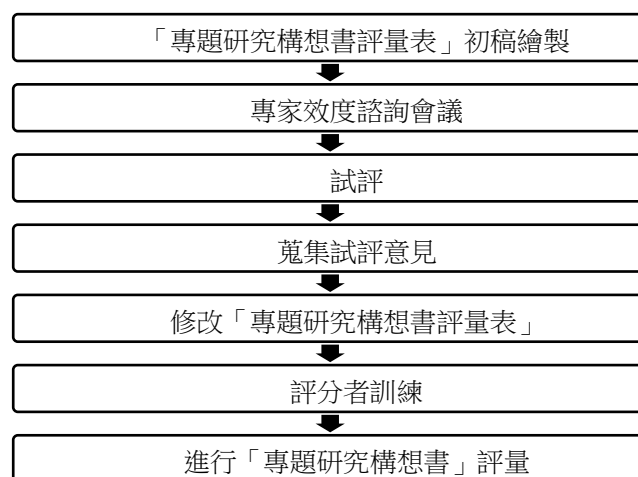 「專題研究構想書評量表」初稿繪製
專家效度諮詢會議
試評
蒐集試評意見
修改「專題研究構想書評量表」
評分者訓練
進行「專題研究構想書」評量